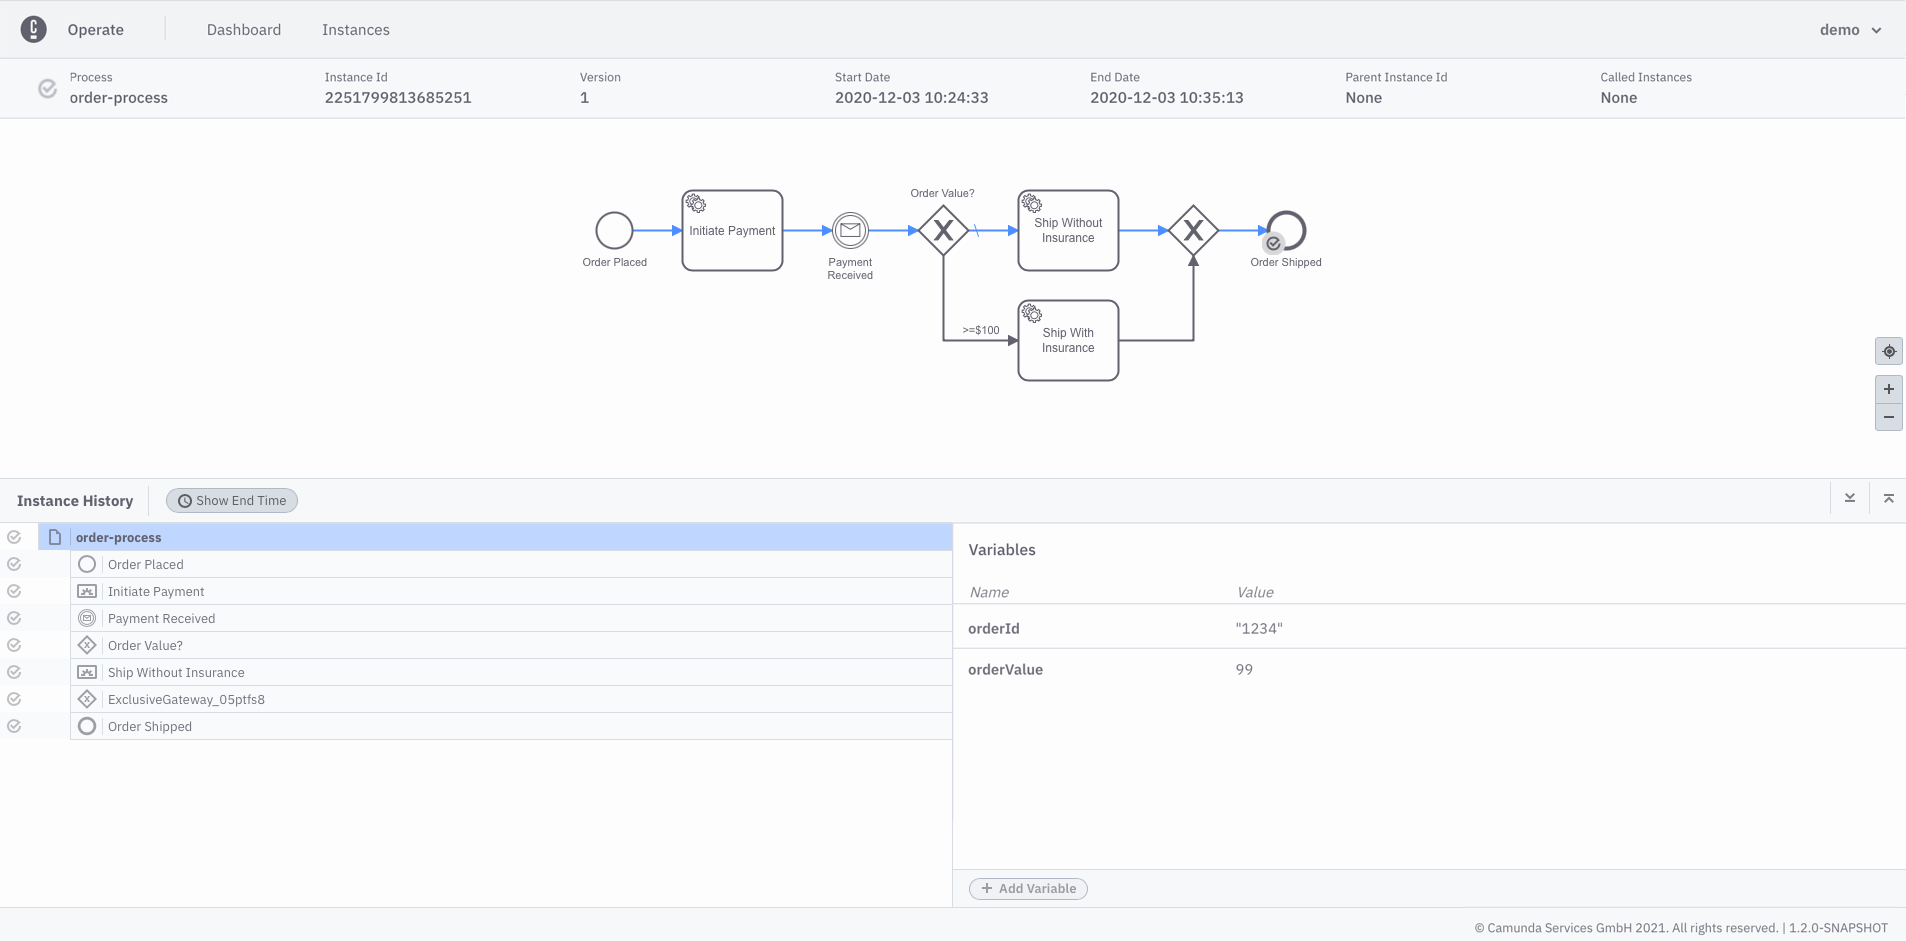 Operate Dashboard Instances demo
Process Instance Id Version Start Date End Date Parent Instance Id Called Instances
order-process 2251799813685251 1 2020-12-03 10:24:33 2020-12-03 10:35:13 None None
Order Value?
Initiate Payment
Ship Without
Insurance
Order Placed
Payment
Received
Order Shipped
>=$100
Ship With
Insurance
Instance History Show End Time
order-process
Order Placed
Initiate Payment
Payment Received
Order Value?
Ship Without Insurance
ExclusiveGateway_05ptfs8
Order Shipped
Variables
Name Value
orderId "1234"
orderValue 99
+ Add Variable
© Camunda Services GmbH 2021. All rights reserved. | 1.2.0-SNAPSHOT